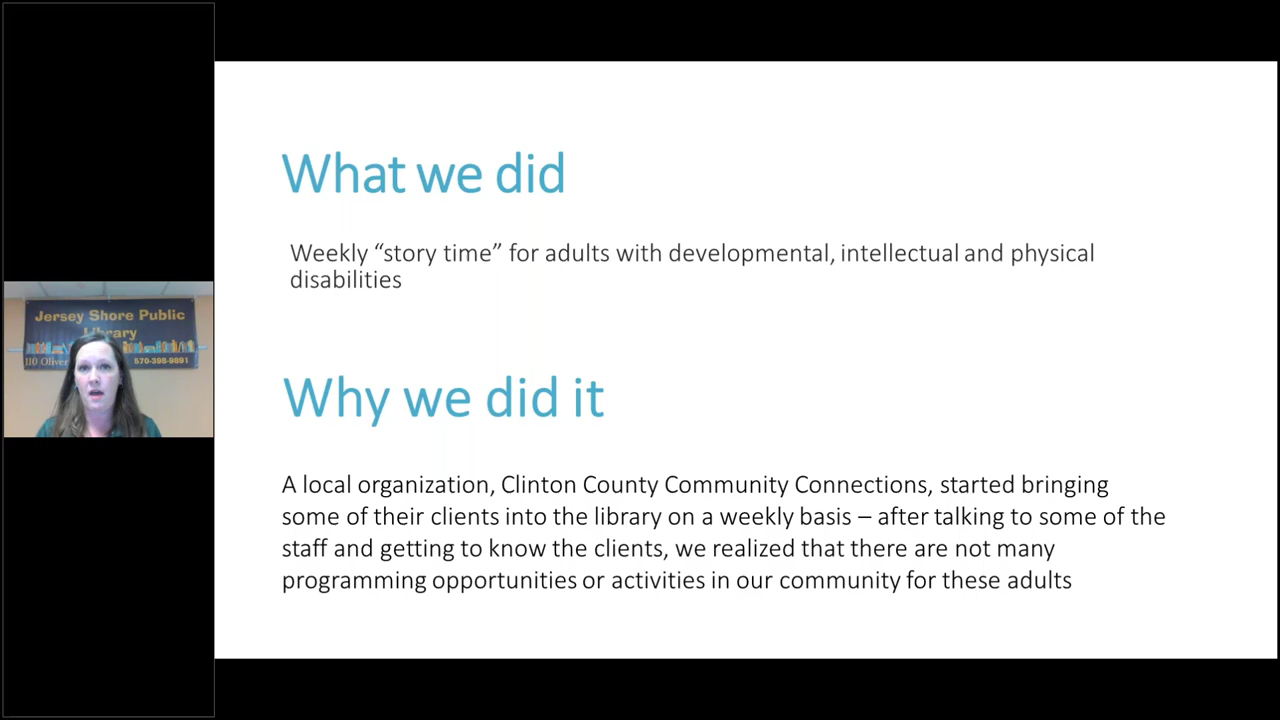 What we did
Weekly “story time” for adults with developmental, intellectual and physical
disabilities
Why we did it
A local organization, Clinton County Community Connections, started bringing
some of their clients into the library on a weekly basis – after talking to some of the
staff and getting to know the clients, we realized that there are not many
programming opportunities or activities in our community for these adults
Jersey Shore Public
Library
110 Oliver
570-398-9891